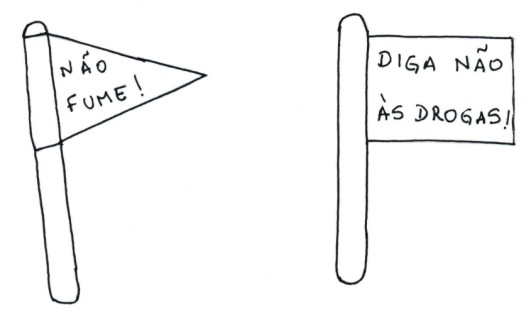 NÃO
FUME!
DIGA NÃO
ÀS DROGAS!